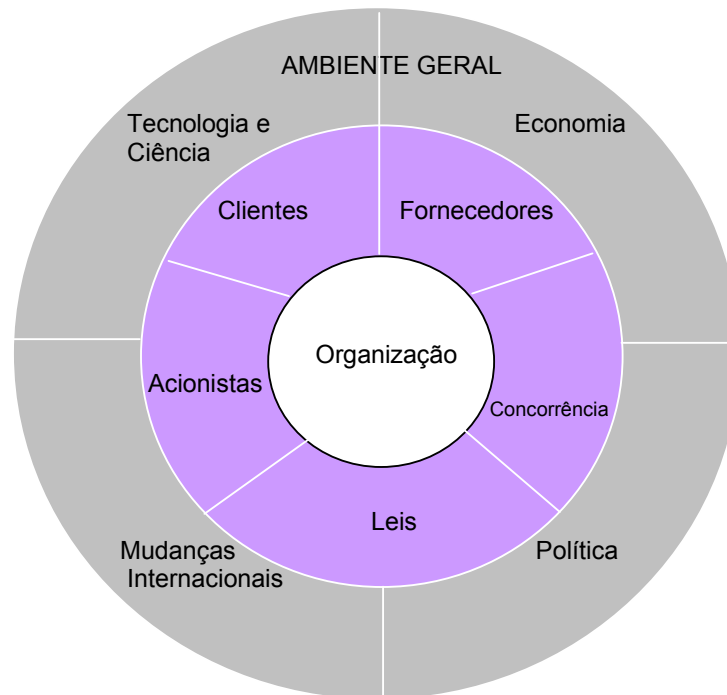 AMBIENTE GERAL
Tecnologia e
Ciência
Economia
Clientes
Fornecedores
Organização
Acionistas
Concorrência
Leis
Mudanças
Internacionais
Política